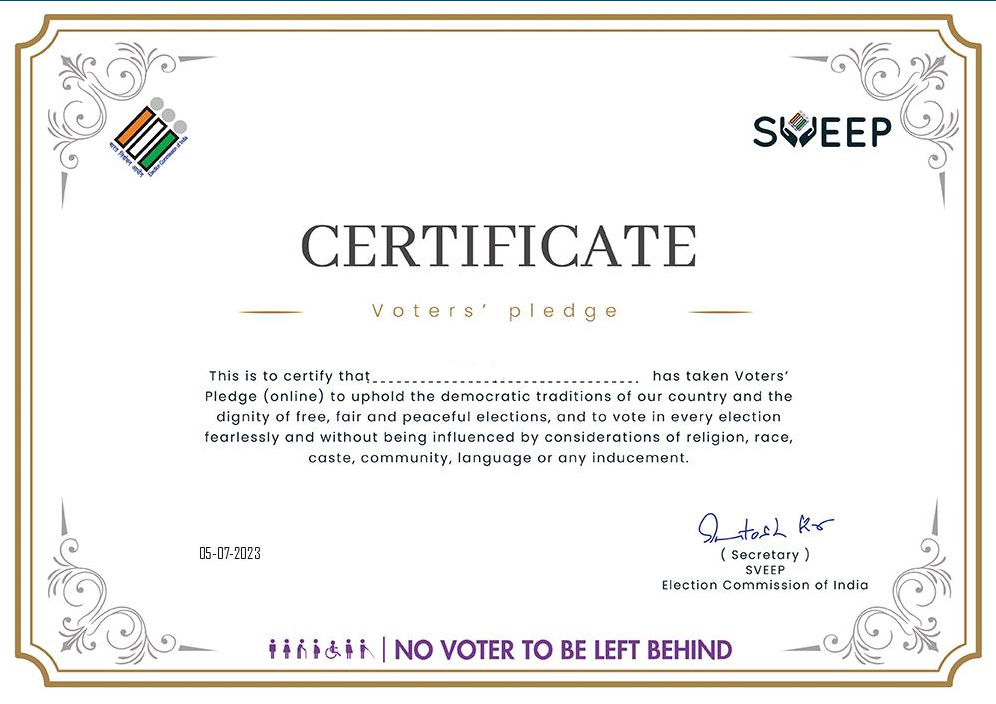 भारत निर्वाचन आयोग
Election Commission of India
SWEEP
CERTIFICATE
Voters’ pledge
This is to certify that has taken Voters’
Pledge (online) to uphold the democratic traditions of our country and the
dignity of free, fair and peaceful elections, and to vote in every election
fearlessly and without being influenced by considerations of religion, race,
caste, community, language or any inducement.
05-07-2023
Santosh Kr
( Secretary )
SVEEP
Election Commission of India
NO VOTER TO BE LEFT BEHIND